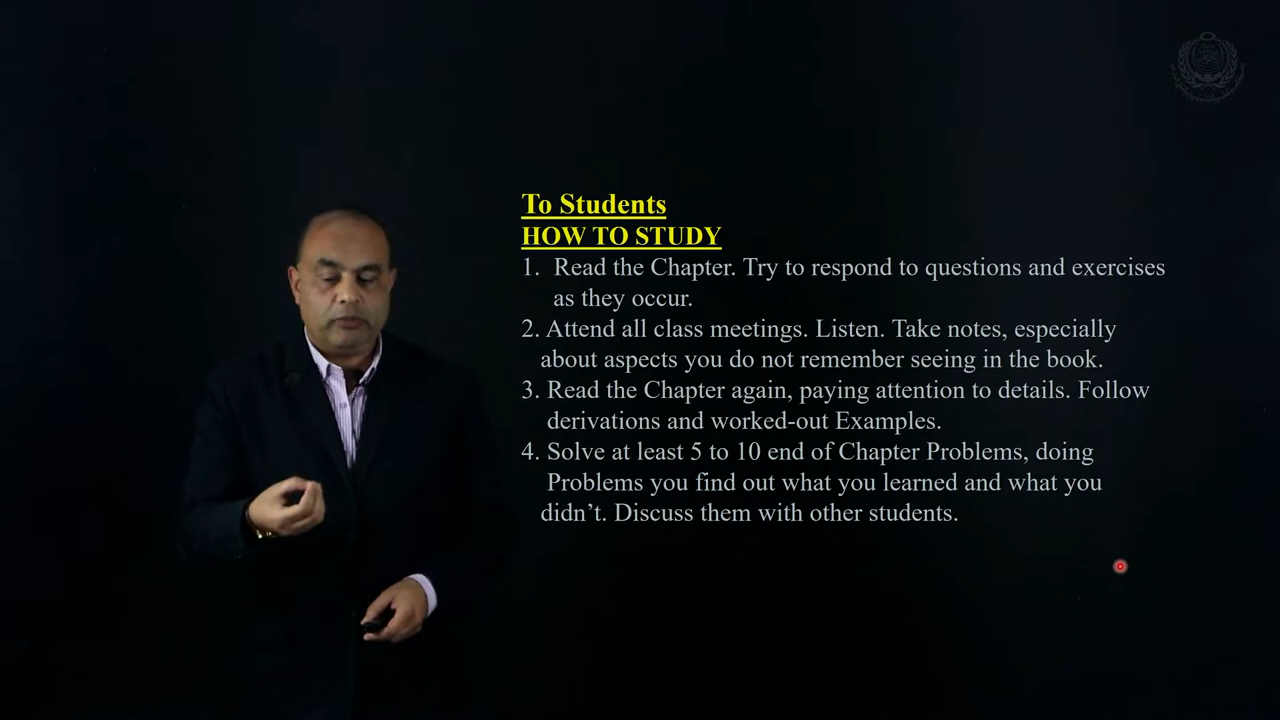 To Students
HOW TO STUDY
1. Read the Chapter. Try to respond to questions and exercises
as they occur.
2. Attend all class meetings. Listen. Take notes, especially
about aspects you do not remember seeing in the book.
3. Read the Chapter again, paying attention to details. Follow
derivations and worked-out Examples.
4. Solve at least 5 to 10 end of Chapter Problems, doing
Problems you find out what you learned and what you
didn’t. Discuss them with other students.